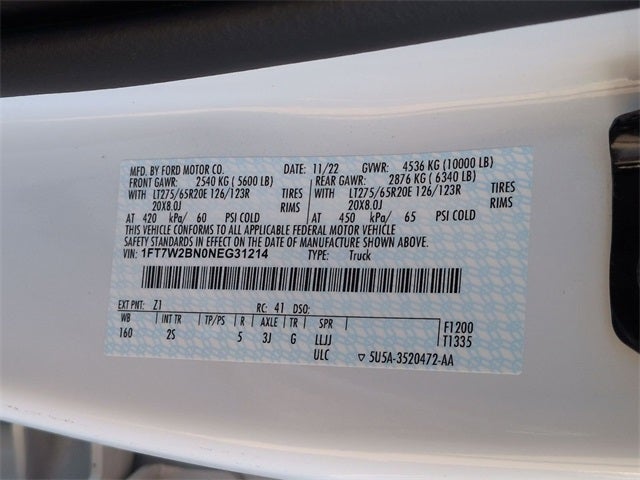 MFD. BY FORD MOTOR CO. DATE: 11/22 GVWR: 4536 KG (10000 LB)
FRONT GAWR: 2540 KG ( 5600 LB) REAR GAWR: 2876 KG ( 6340 LB)
WITH LT275/65R20E 126/123R TIRES WITH LT275/65R20E 126/123R TIRES
20X8.0J RIMS 20X8.0J RIMS
AT 420 kPa/ 60 PSI COLD AT 450 kPa/ 65 PSI COLD
THIS VEHICLE CONFORMS TO ALL APPLICABLE FEDERAL MOTOR VEHICLE
SAFETY STANDARDS IN EFFECT ON THE DATE OF MANUFACTURE SHOWN ABOVE.
VIN: 1FT7W2BN0NEG31214 TYPE: Truck
EXT PNT: Z1 RC: 41 DSO: F1200
WB INT TR TP/PS R AXLE TR SPR T1335
160 2S 5 3J G LLJJ
ULC ▽ 5U5A-3520472-AA